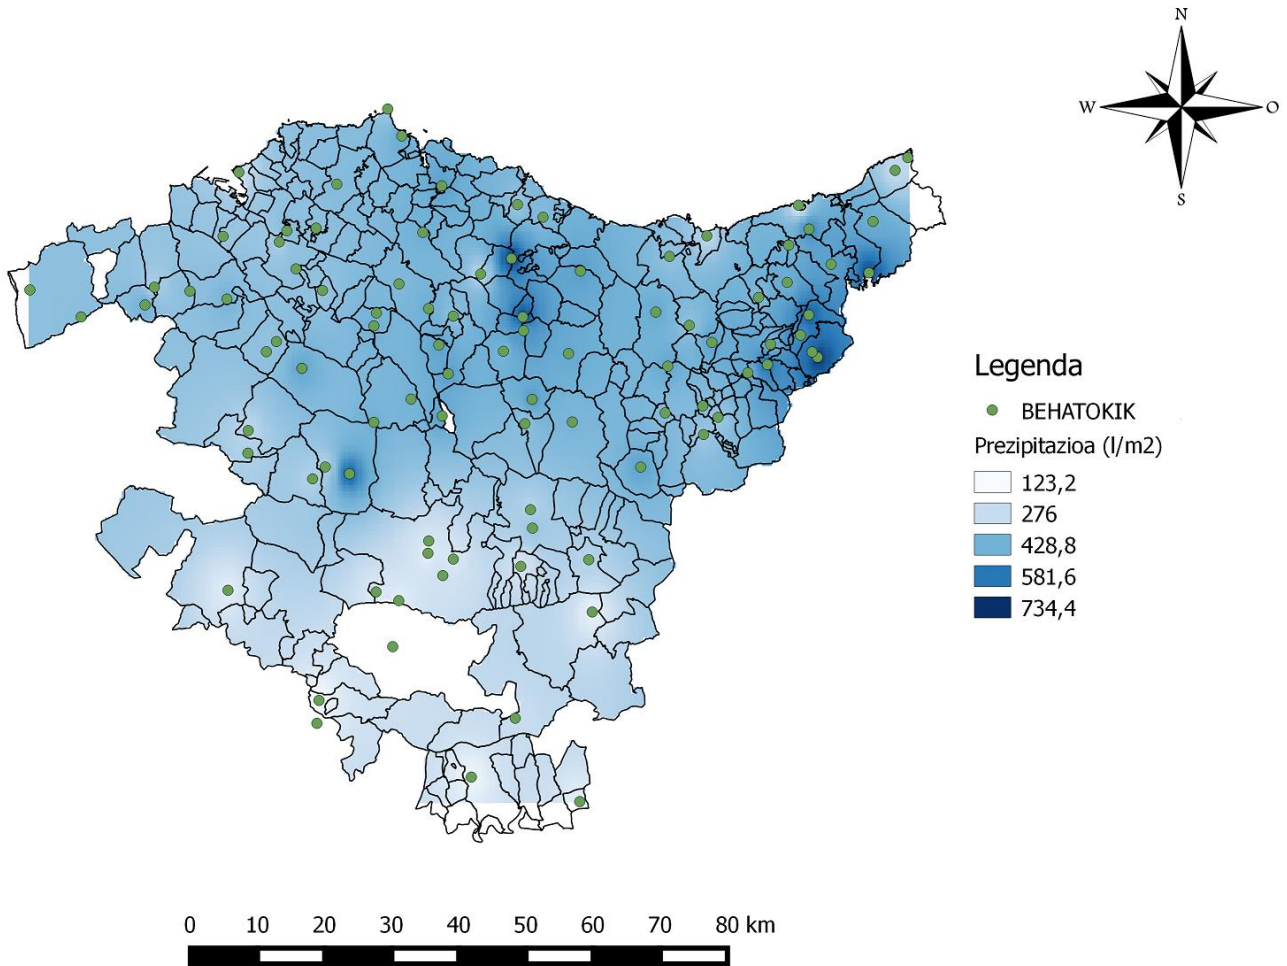 N
W O
S
Legenda
BEHATOKIK
Prezipitazioa (l/m2)
123,2
276
428,8
581,6
734,4
0 10 20 30 40 50 60 70 80 km